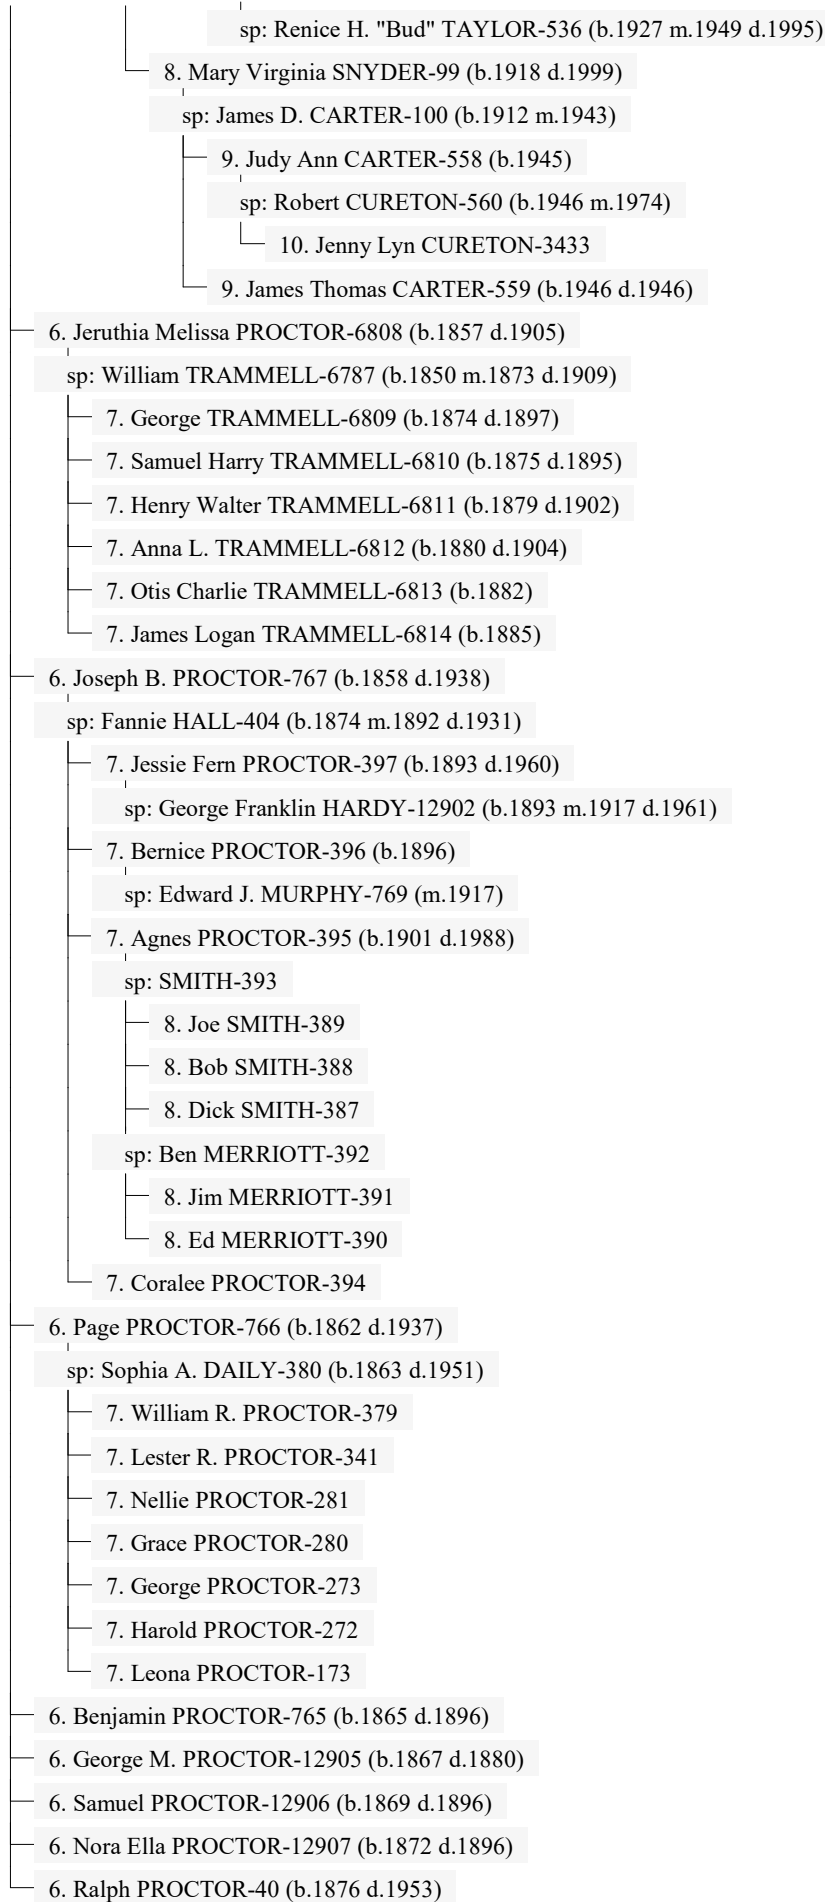 sp: Renice H. "Bud" TAYLOR-536 (b.1927 m.1949 d.1995)
8. Mary Virginia SNYDER-99 (b.1918 d.1999)
sp: James D. CARTER-100 (b.1912 m.1943)
9. Judy Ann CARTER-558 (b.1945)
sp: Robert CURETON-560 (b.1946 m.1974)
10. Jenny Lyn CURETON-3433
9. James Thomas CARTER-559 (b.1946 d.1946)
6. Jeruthia Melissa PROCTOR-6808 (b.1857 d.1905)
sp: William TRAMMELL-6787 (b.1850 m.1873 d.1909)
7. George TRAMMELL-6809 (b.1874 d.1897)
7. Samuel Harry TRAMMELL-6810 (b.1875 d.1895)
7. Henry Walter TRAMMELL-6811 (b.1879 d.1902)
7. Anna L. TRAMMELL-6812 (b.1880 d.1904)
7. Otis Charlie TRAMMELL-6813 (b.1882)
7. James Logan TRAMMELL-6814 (b.1885)
6. Joseph B. PROCTOR-767 (b.1858 d.1938)
sp: Fannie HALL-404 (b.1874 m.1892 d.1931)
7. Jessie Fern PROCTOR-397 (b.1893 d.1960)
sp: George Franklin HARDY-12902 (b.1893 m.1917 d.1961)
7. Bernice PROCTOR-396 (b.1896)
sp: Edward J. MURPHY-769 (m.1917)
7. Agnes PROCTOR-395 (b.1901 d.1988)
sp: SMITH-393
8. Joe SMITH-389
8. Bob SMITH-388
8. Dick SMITH-387
sp: Ben MERRIOTT-392
8. Jim MERRIOTT-391
8. Ed MERRIOTT-390
7. Coralee PROCTOR-394
6. Page PROCTOR-766 (b.1862 d.1937)
sp: Sophia A. DAILY-380 (b.1863 d.1951)
7. William R. PROCTOR-379
7. Lester R. PROCTOR-341
7. Nellie PROCTOR-281
7. Grace PROCTOR-280
7. George PROCTOR-273
7. Harold PROCTOR-272
7. Leona PROCTOR-173
6. Benjamin PROCTOR-765 (b.1865 d.1896)
6. George M. PROCTOR-12905 (b.1867 d.1880)
6. Samuel PROCTOR-12906 (b.1869 d.1896)
6. Nora Ella PROCTOR-12907 (b.1872 d.1896)
6. Ralph PROCTOR-40 (b.1876 d.1953)